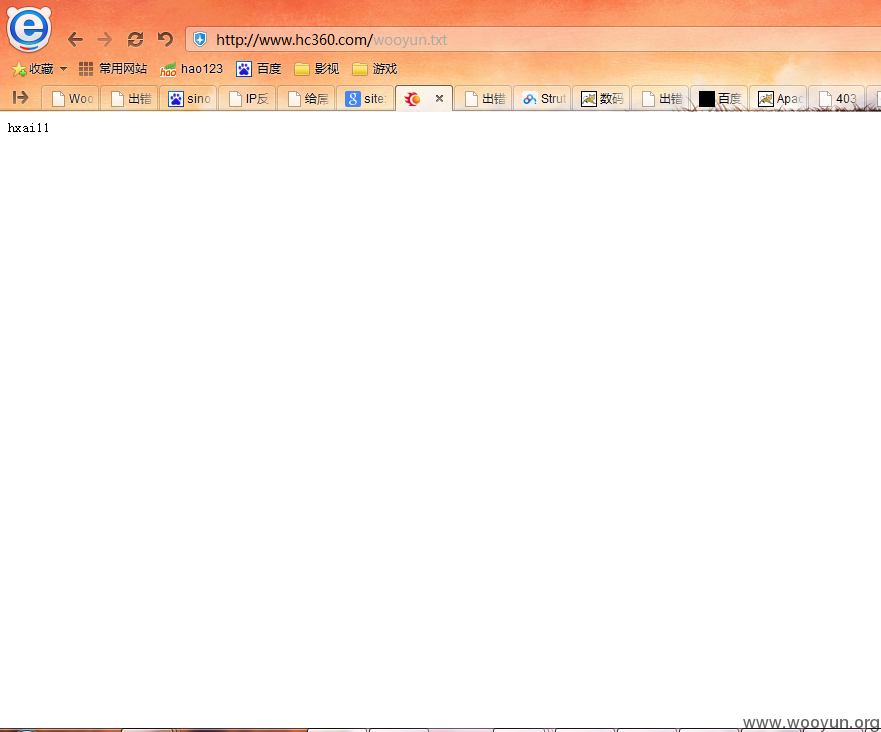 http://www.hc360.com/wooyun.txt
收藏 常用网站 hao123 百度 影视 游戏
Woo 出错 sino IP反 给属 site: 出错 Strut 数码 出错 百度 Apac 403
hxai11
www.wooyun.org